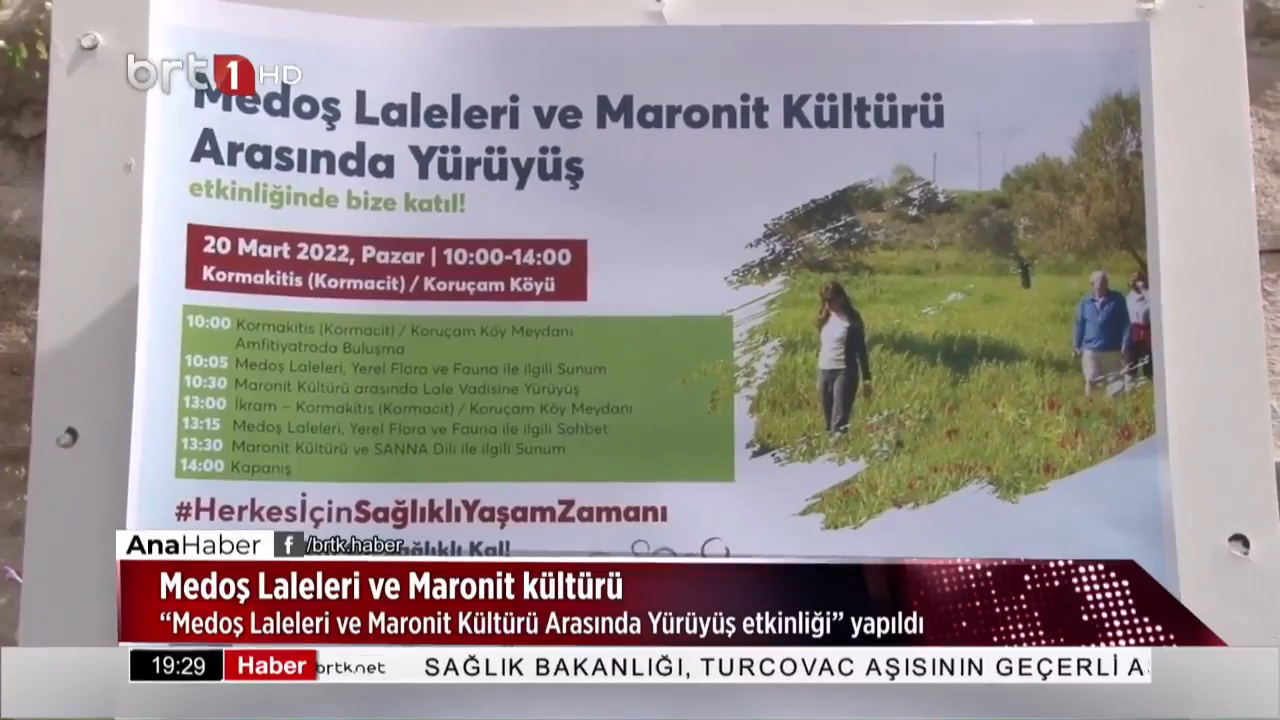 brt 1 HD
Medoş Laleleri ve Maronit Kültürü
Arasında Yürüyüş
etkinliğinde bize katıl!
20 Mart 2022, Pazar | 10:00-14:00
Kormakitis (Kormacit) / Koruçam Köyü
10:00 Kormakitis (Kormacit) / Koruçam Köy Meydanı
Amfitiyatroda Buluşma
10:05 Medoş Laleleri, Yerel Flora ve Fauna ile ilgili Sunum
10:30 Maronit Kültürü arasında Lale Vadisine Yürüyüş
13:00 İkram – Kormakitis (Kormacit) / Koruçam Köy Meydanı
13:15 Medoş Laleleri, Yerel Flora ve Fauna ile ilgili Sohbet
13:30 Maronit Kültürü ve SANNA Dili ile ilgili Sunum
14:00 Kapanış
#HerkesİçinSağlıklıYaşamZamanı
Kal!
AnaHaber f /brtk.haber
Medoş Laleleri ve Maronit kültürü
“Medoş Laleleri ve Maronit Kültürü Arasında Yürüyüş etkinliği” yapıldı
19:29 Haber brtk.net SAĞLIK BAKANLIĞI, TURCOVAC AŞISININ GEÇERLİ